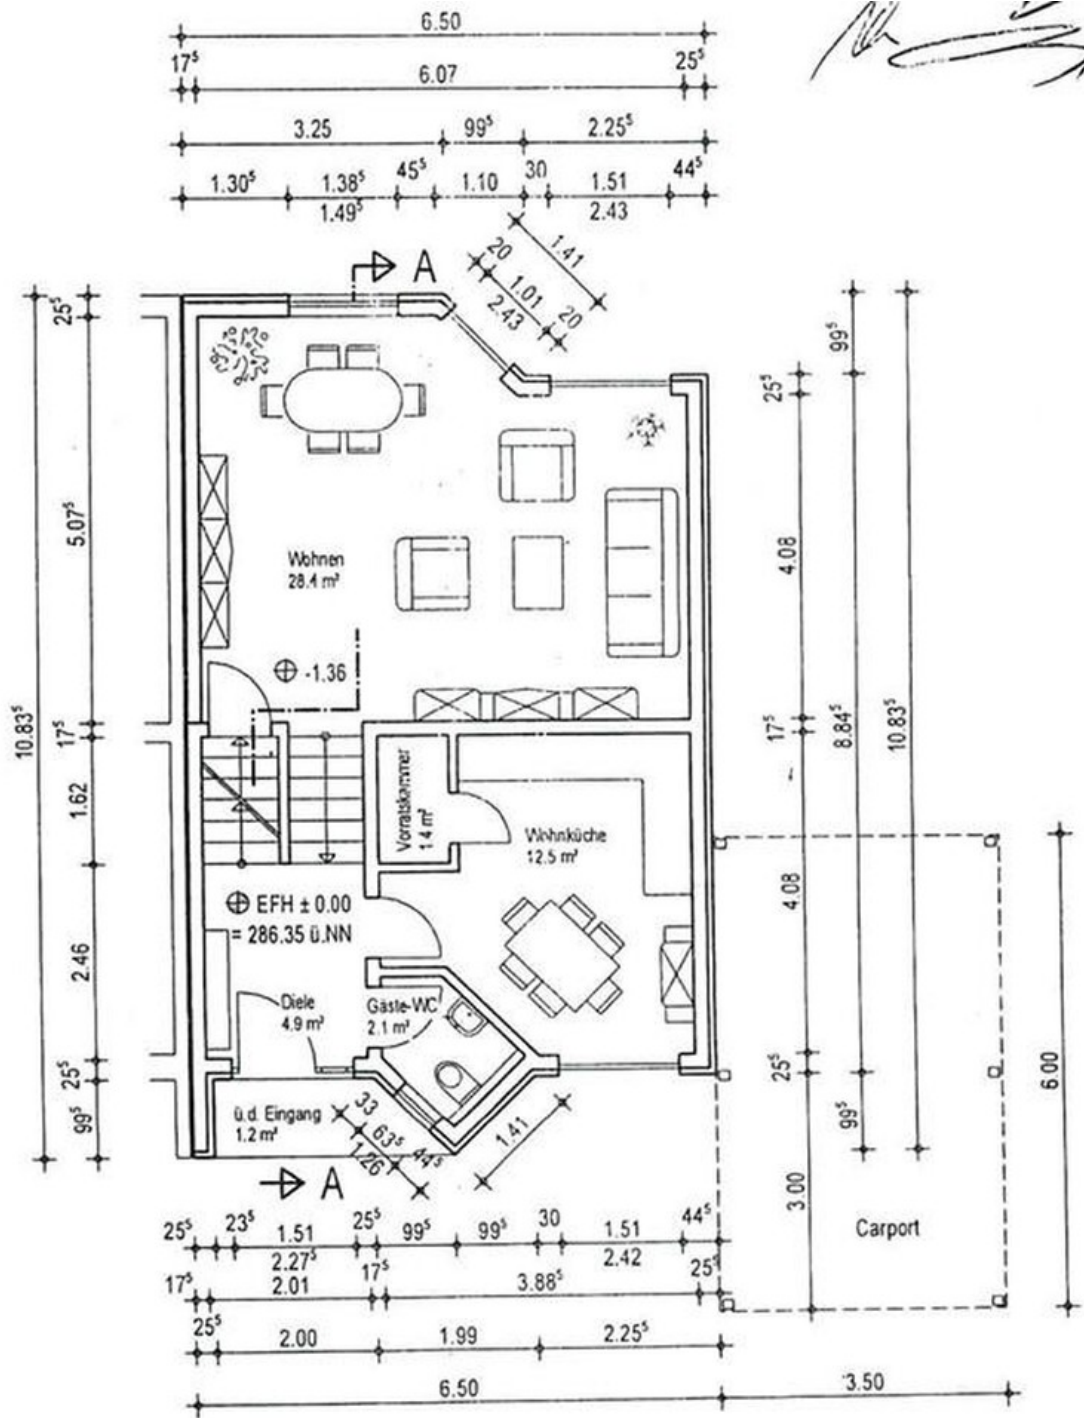 6.50
17⁵ 6.07 25⁵
3.25 99⁵ 2.25⁵
1.30⁵ 1.38⁵ 45⁵ 1.10 30 1.51 44⁵
1.49⁵ 2.43
1.41
20 1.01 20
2.43
A
25⁵
5.07⁵
17⁵
1.62
2.46
25⁵
99⁵
10.83⁵
Wohnen
28.4 m²
-1.36
Vorratskammer
1.4 m²
Wohnküche
12.5 m²
EFH ± 0.00
= 286.35 ü.NN
Diele
4.9 m²
Gäste-WC
2.1 m²
ü.d. Eingang
1.2 m²
33 63⁵ 44⁵
1.26
1.41
A
25⁵
4.08
17⁵
4.08
25⁵
3.00
99⁵
8.84⁵
99⁵
10.83⁵
6.00
Carport
25⁵ 23⁵ 1.51 25⁵ 99⁵ 99⁵ 30 1.51 44⁵
2.27⁵ 2.42
17⁵ 2.01 17⁵ 3.88⁵ 25⁵
25⁵ 2.00 1.99 2.25⁵
6.50 3.50